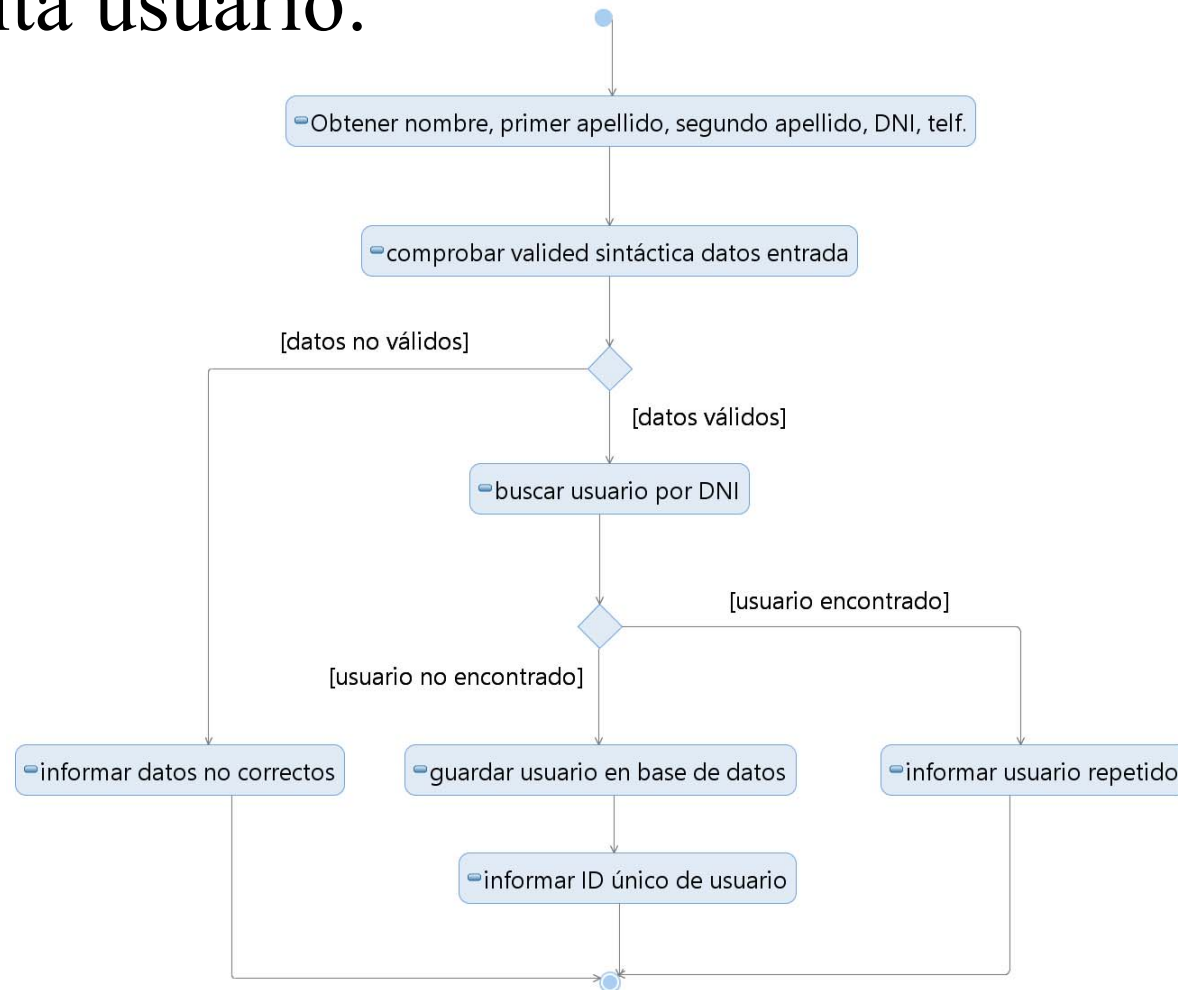 usuario.
Obtener nombre, primer apellido, segundo apellido, DNI, telf.
comprobar valided sintáctica datos entrada
[datos no válidos]
[datos válidos]
buscar usuario por DNI
[usuario encontrado]
[usuario no encontrado]
informar datos no correctos
guardar usuario en base de datos
informar usuario repetido
informar ID único de usuario